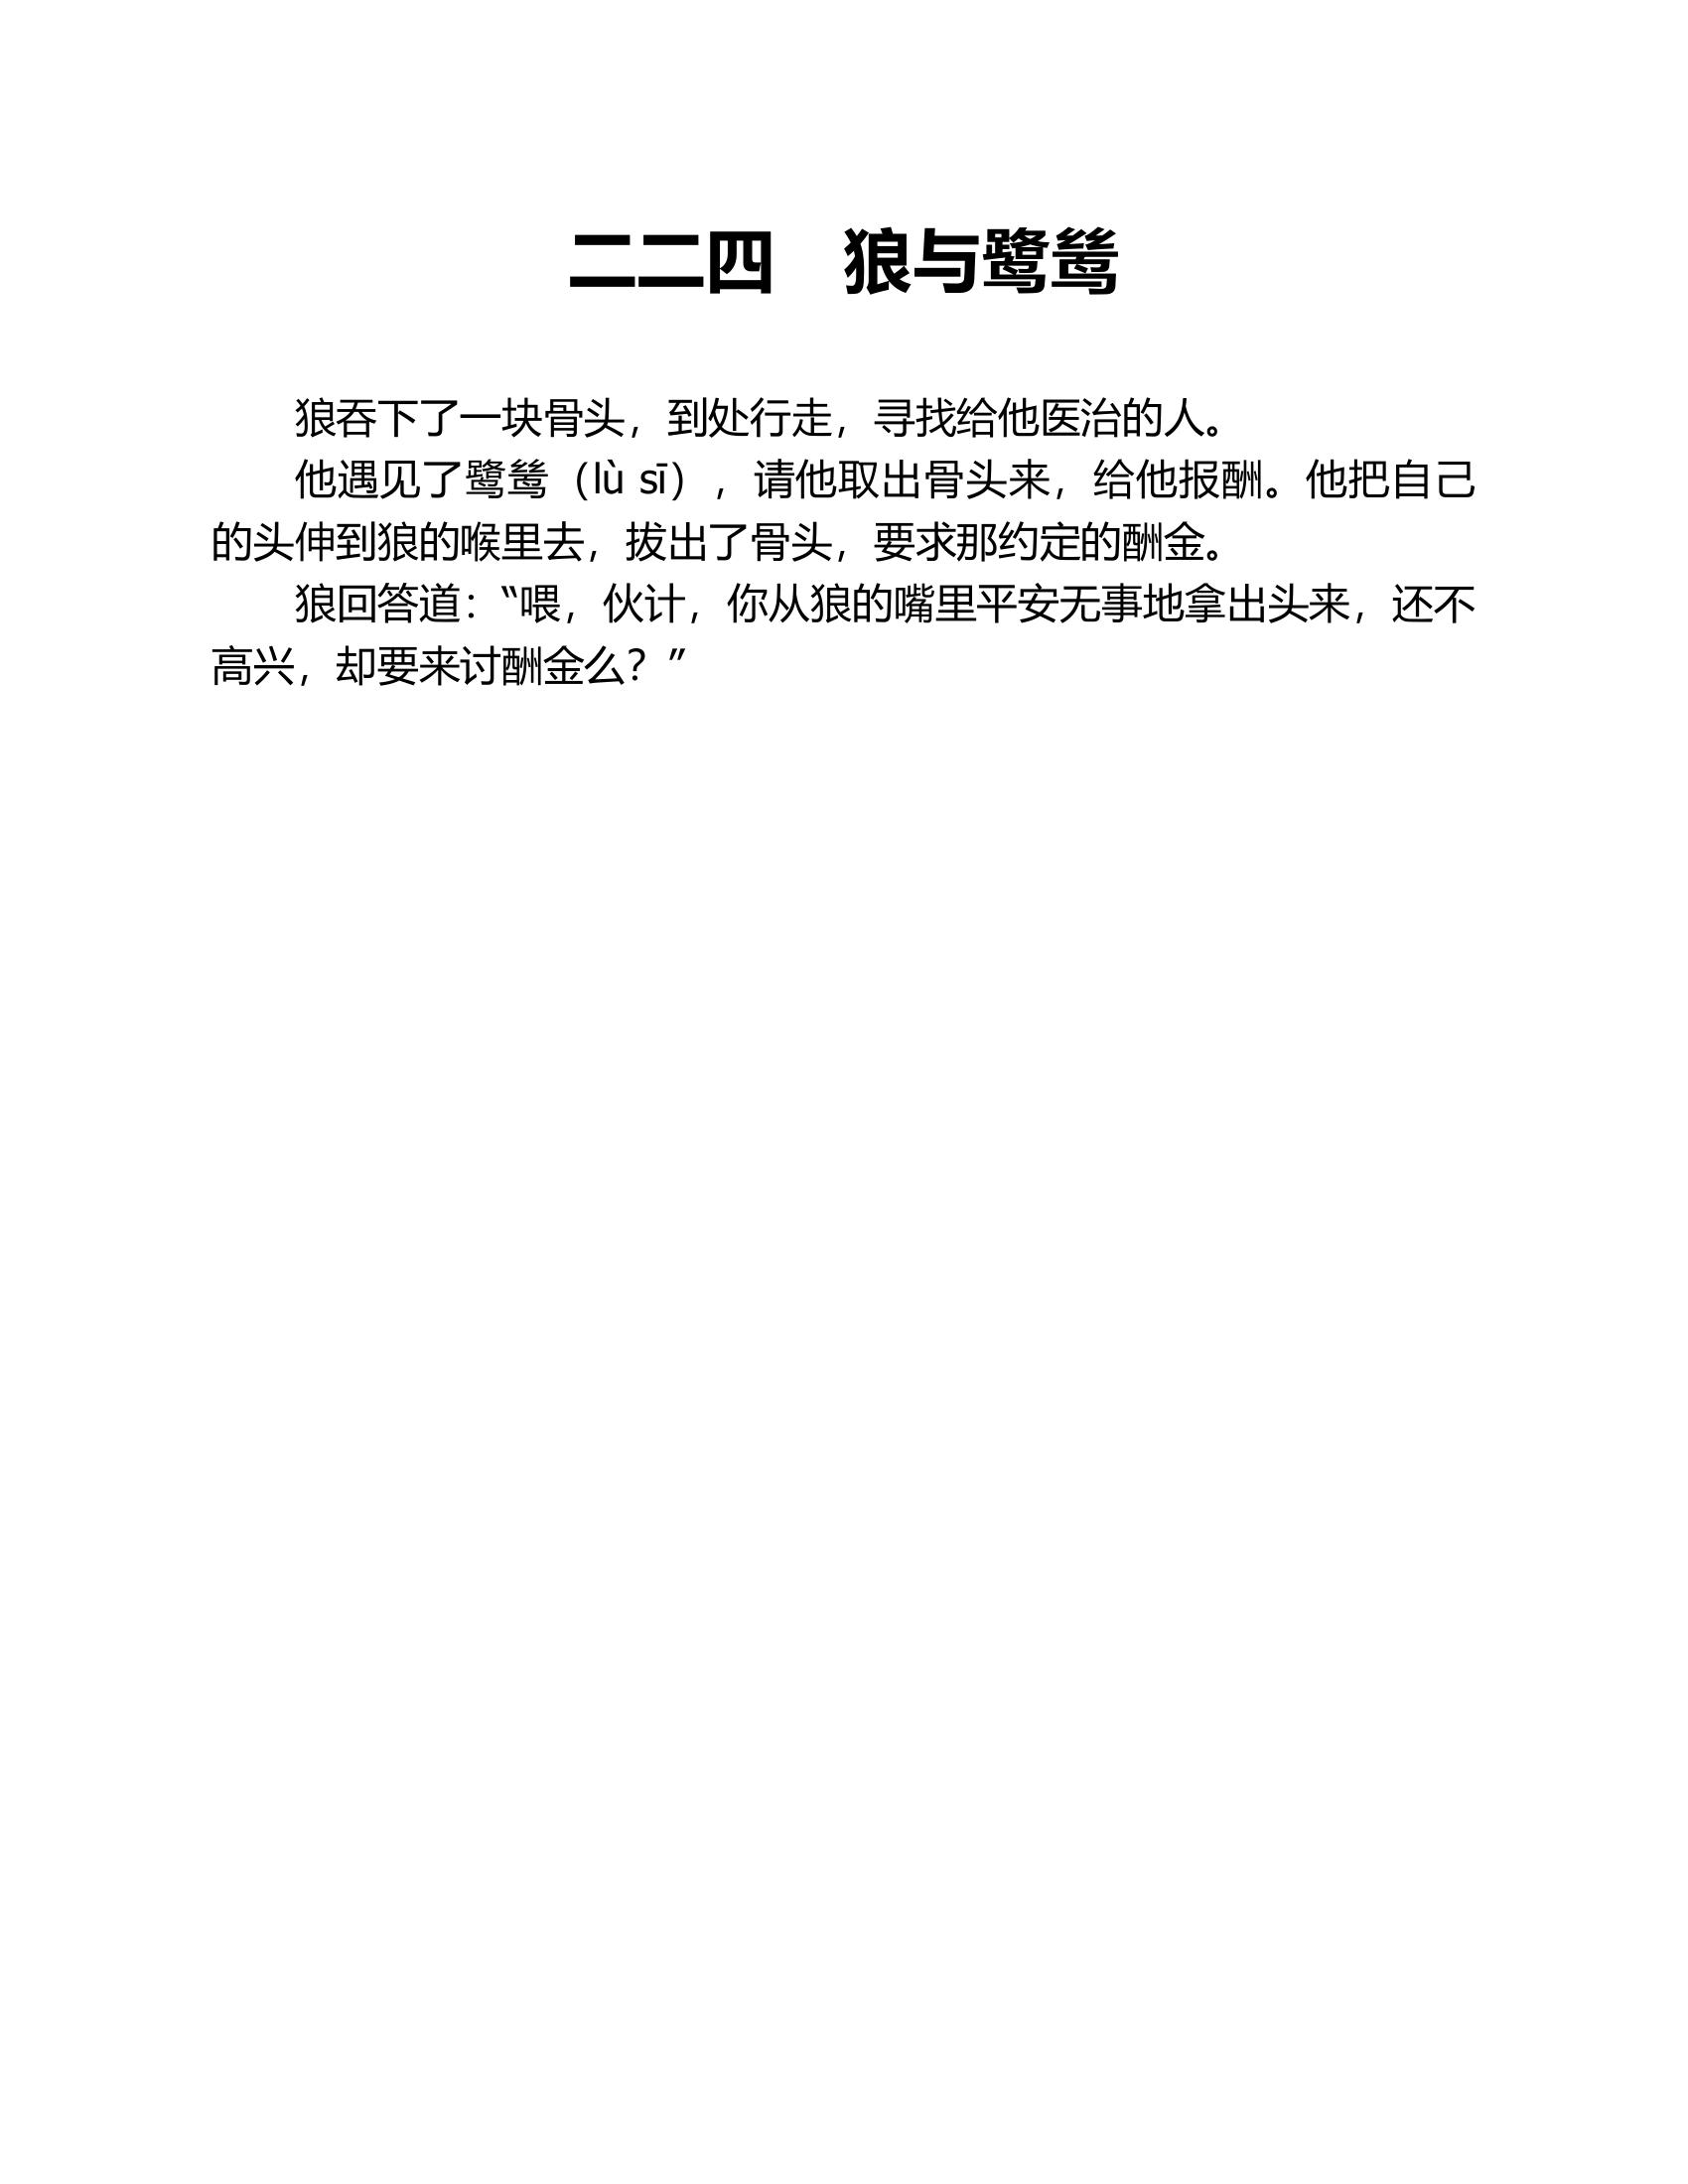 二二四　狼与鹭鸶
狼吞下了一块骨头，到处行走，寻找给他医治的人。
他遇见了鹭鸶（lù sī），请他取出骨头来，给他报酬。他把自己
的头伸到狼的喉里去，拔出了骨头，要求那约定的酬金。
狼回答道：“喂，伙计，你从狼的嘴里平安无事地拿出头来，还不
高兴，却要来讨酬金么？”